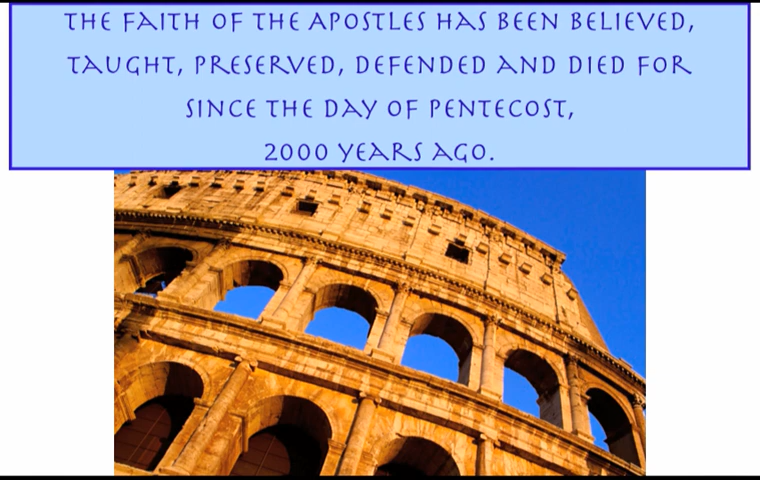 THE FAITH OF THE APOSTLES HAS BEEN BELIEVED,
TAUGHT, PRESERVED, DEFENDED AND DIED FOR
SINCE THE DAY OF PENTECOST,
2000 YEARS AGO.